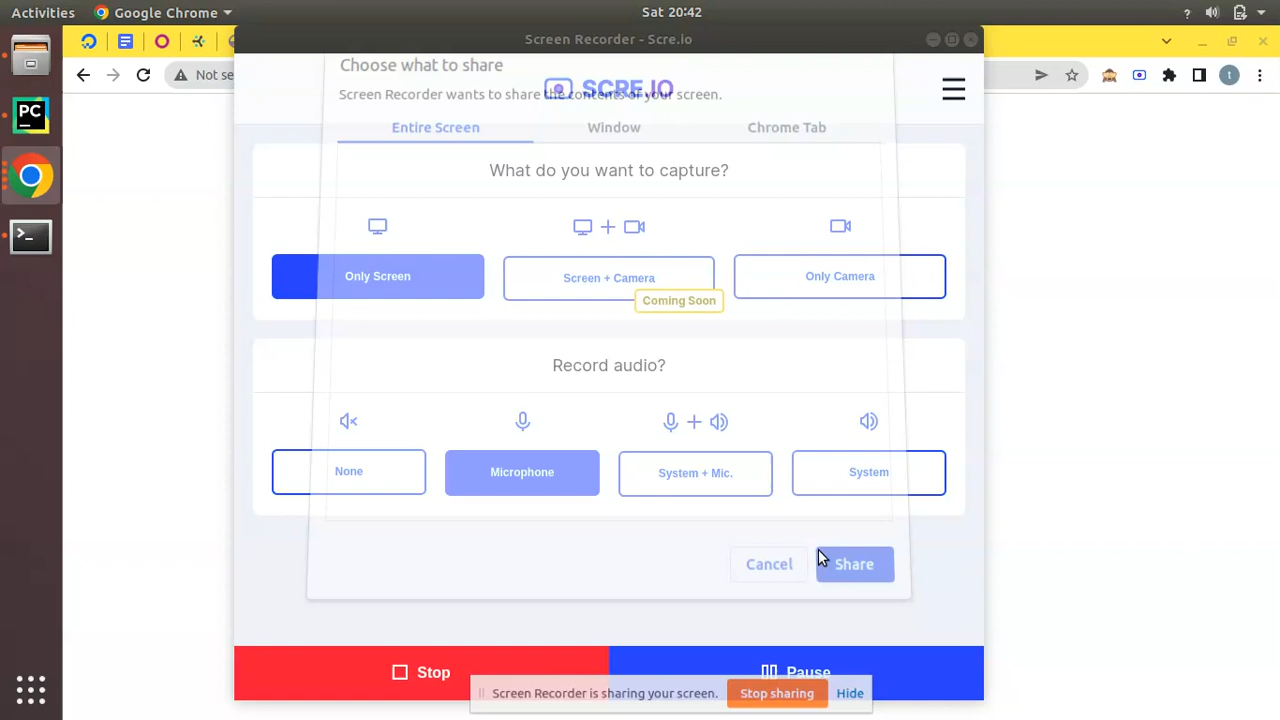 Activities Google Chrome Sat 20:42
Screen Recorder - Scre.io
Not se
Choose what to share
SCRE.IO
Screen Recorder wants to share the contents of your screen.
Entire Screen Window Chrome Tab
What do you want to capture?
Only Screen Screen + Camera Only Camera
Coming Soon
Record audio?
None Microphone System + Mic. System
Cancel Share
Stop Pause
Screen Recorder is sharing your screen. Stop sharing Hide
PC
t